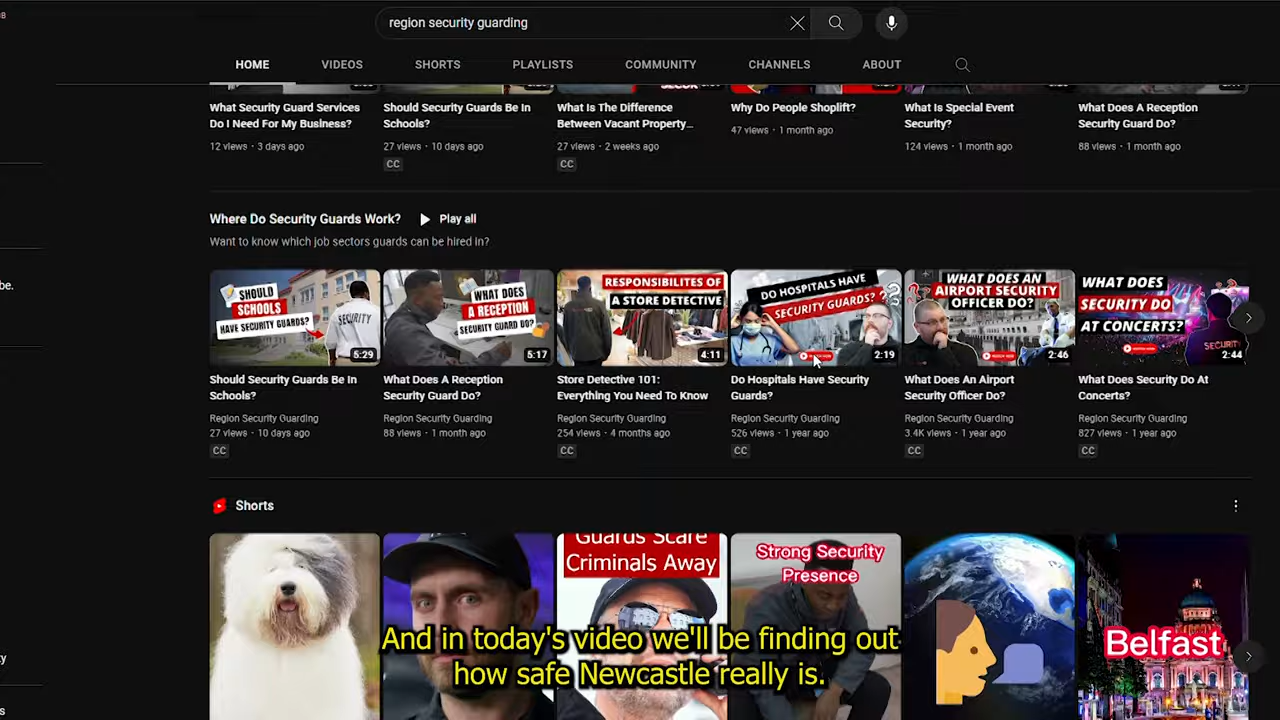 region security guarding
HOME
VIDEOS
SHORTS
PLAYLISTS
COMMUNITY
CHANNELS
ABOUT
What Security Guard Services
Do I Need For My Business?
12 views · 3 days ago
Should Security Guards Be In
Schools?
27 views · 10 days ago
CC
What Is The Difference
Between Vacant Property...
27 views · 2 weeks ago
CC
Why Do People Shoplift?
47 views · 1 month ago
What Is Special Event
Security?
124 views · 1 month ago
What Does A Reception
Security Guard Do?
88 views · 1 month ago
Where Do Security Guards Work?
Play all
Want to know which job sectors guards can be hired in?
be.
SHOULD
SCHOOLS
HAVE SECURITY GUARDS?
SECURITY
5:29
Should Security Guards Be In
Schools?
Region Security Guarding
27 views · 10 days ago
CC
WHAT DOES
A RECEPTION
SECURITY GUARD DO?
5:17
What Does A Reception
Security Guard Do?
Region Security Guarding
88 views · 1 month ago
RESPONSIBILITES OF
A STORE DETECTIVE
4:11
Store Detective 101:
Everything You Need To Know
Region Security Guarding
254 views · 4 months ago
CC
DO HOSPITALS HAVE
SECURITY GUARDS?
2:19
Do Hospitals Have Security
Guards?
Region Security Guarding
526 views · 1 year ago
CC
WHAT DOES AN
AIRPORT SECURITY
OFFICER DO?
2:46
What Does An Airport
Security Officer Do?
Region Security Guarding
3.4K views · 1 year ago
CC
WHAT DOES
SECURITY DO
AT CONCERTS?
SECURITY
2:44
What Does Security Do At
Concerts?
Region Security Guarding
827 views · 1 year ago
CC
Shorts
Guards Scare
Criminals Away
Strong Security
Presence
Belfast
And in today's video we'll be finding out
how safe Newcastle really is.